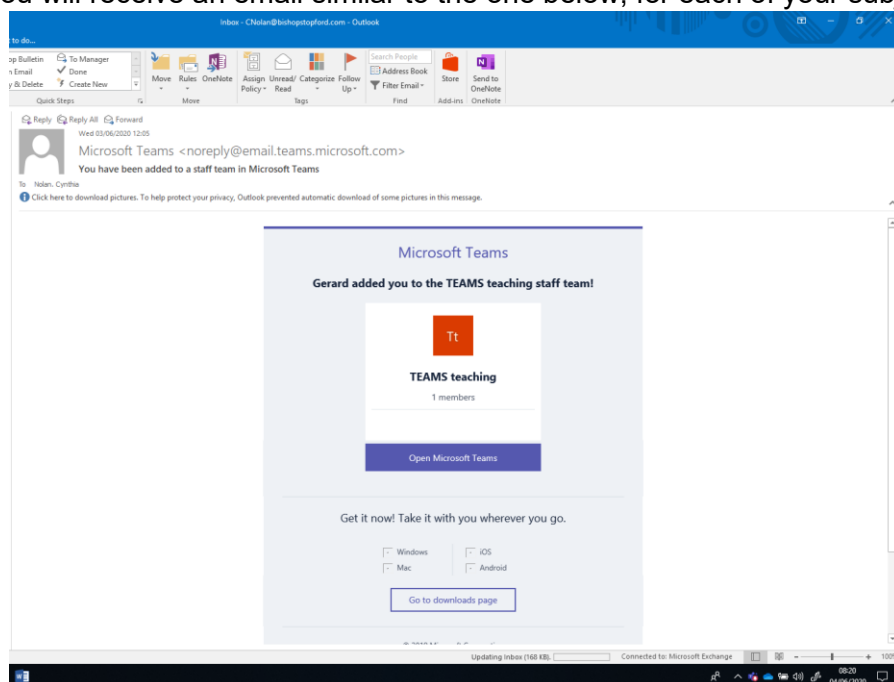 ou will receive an email similar to the one below, for each of your sub
Inbox - CNolan@bishopstopford.com - Outlook
to do...
op Bulletin
To Manager
n Email
Done
y & Delete
Create New
Quick Steps
Move
Rules
OneNote
Move
Assign Policy
Unread/ Read
Categorize
Follow Up
Tags
Search People
Address Book
Filter Email
Find
Store
Add-ins
Send to OneNote
OneNote
Reply Reply All Forward
Wed 03/06/2020 12:05
Microsoft Teams <noreply@email.teams.microsoft.com>
You have been added to a staff team in Microsoft Teams
To Nolan, Cynthia
Click here to download pictures. To help protect your privacy, Outlook prevented automatic download of some pictures in this message.
Microsoft Teams
Gerard added you to the TEAMS teaching staff team!
Tt
TEAMS teaching
1 members
Open Microsoft Teams
Get it now! Take it with you wherever you go.
Windows iOS
Mac Android
Go to downloads page
Updating Inbox (168 KB).
Connected to: Microsoft Exchange
100%
08:20
04/06/2020